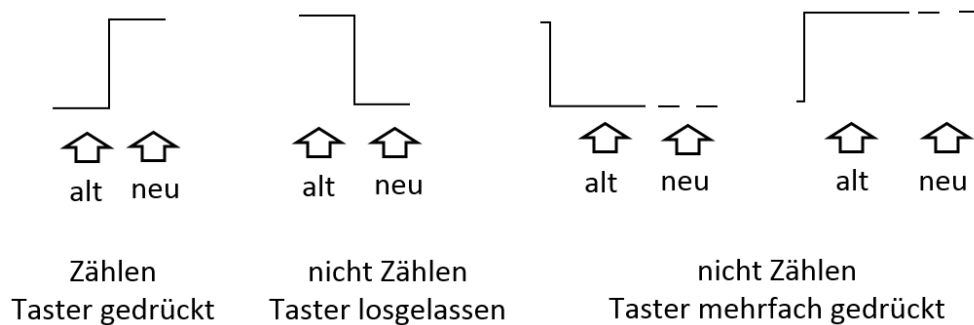 alt neu alt neu alt neu alt neu
Zählen nicht Zählen nicht Zählen
Taster gedrückt Taster losgelassen Taster mehrfach gedrückt